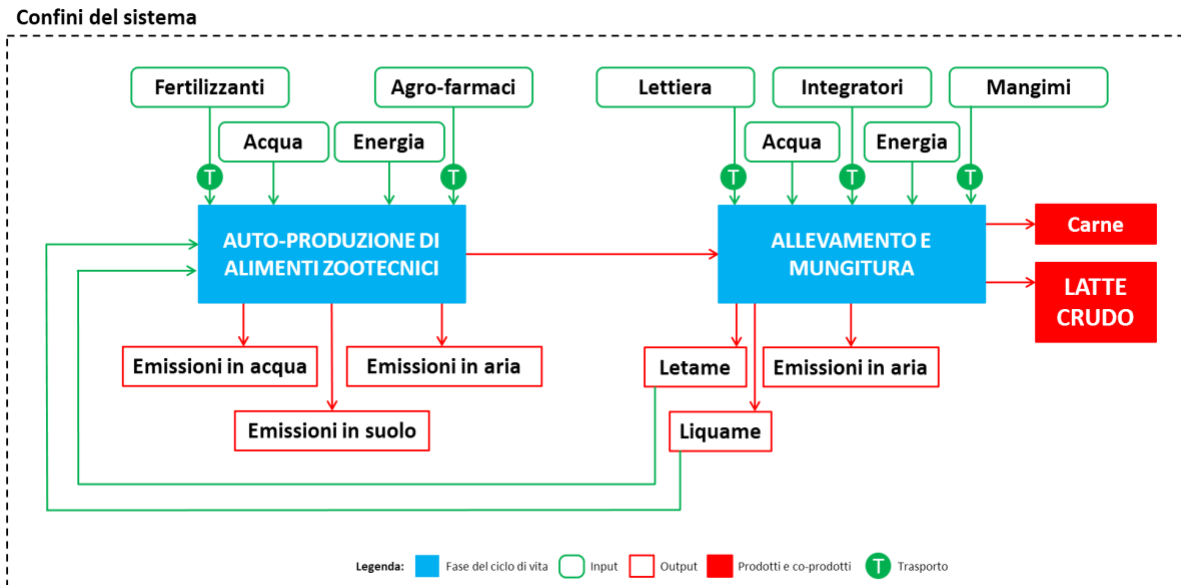 Confini del sistema
Fertilizzanti
Agro-farmaci
Lettiera
Integratori
Mangimi
Acqua
Energia
Acqua
Energia
T
T
T
T
T
AUTO-PRODUZIONE DI
ALIMENTI ZOOTECNICI
ALLEVAMENTO E
MUNGITURA
Carne
LATTE
CRUDO
Emissioni in acqua
Emissioni in aria
Letame
Emissioni in aria
Emissioni in suolo
Liquame
Legenda:
Fase del ciclo di vita
Input
Output
Prodotti e co-prodotti
T
Trasporto